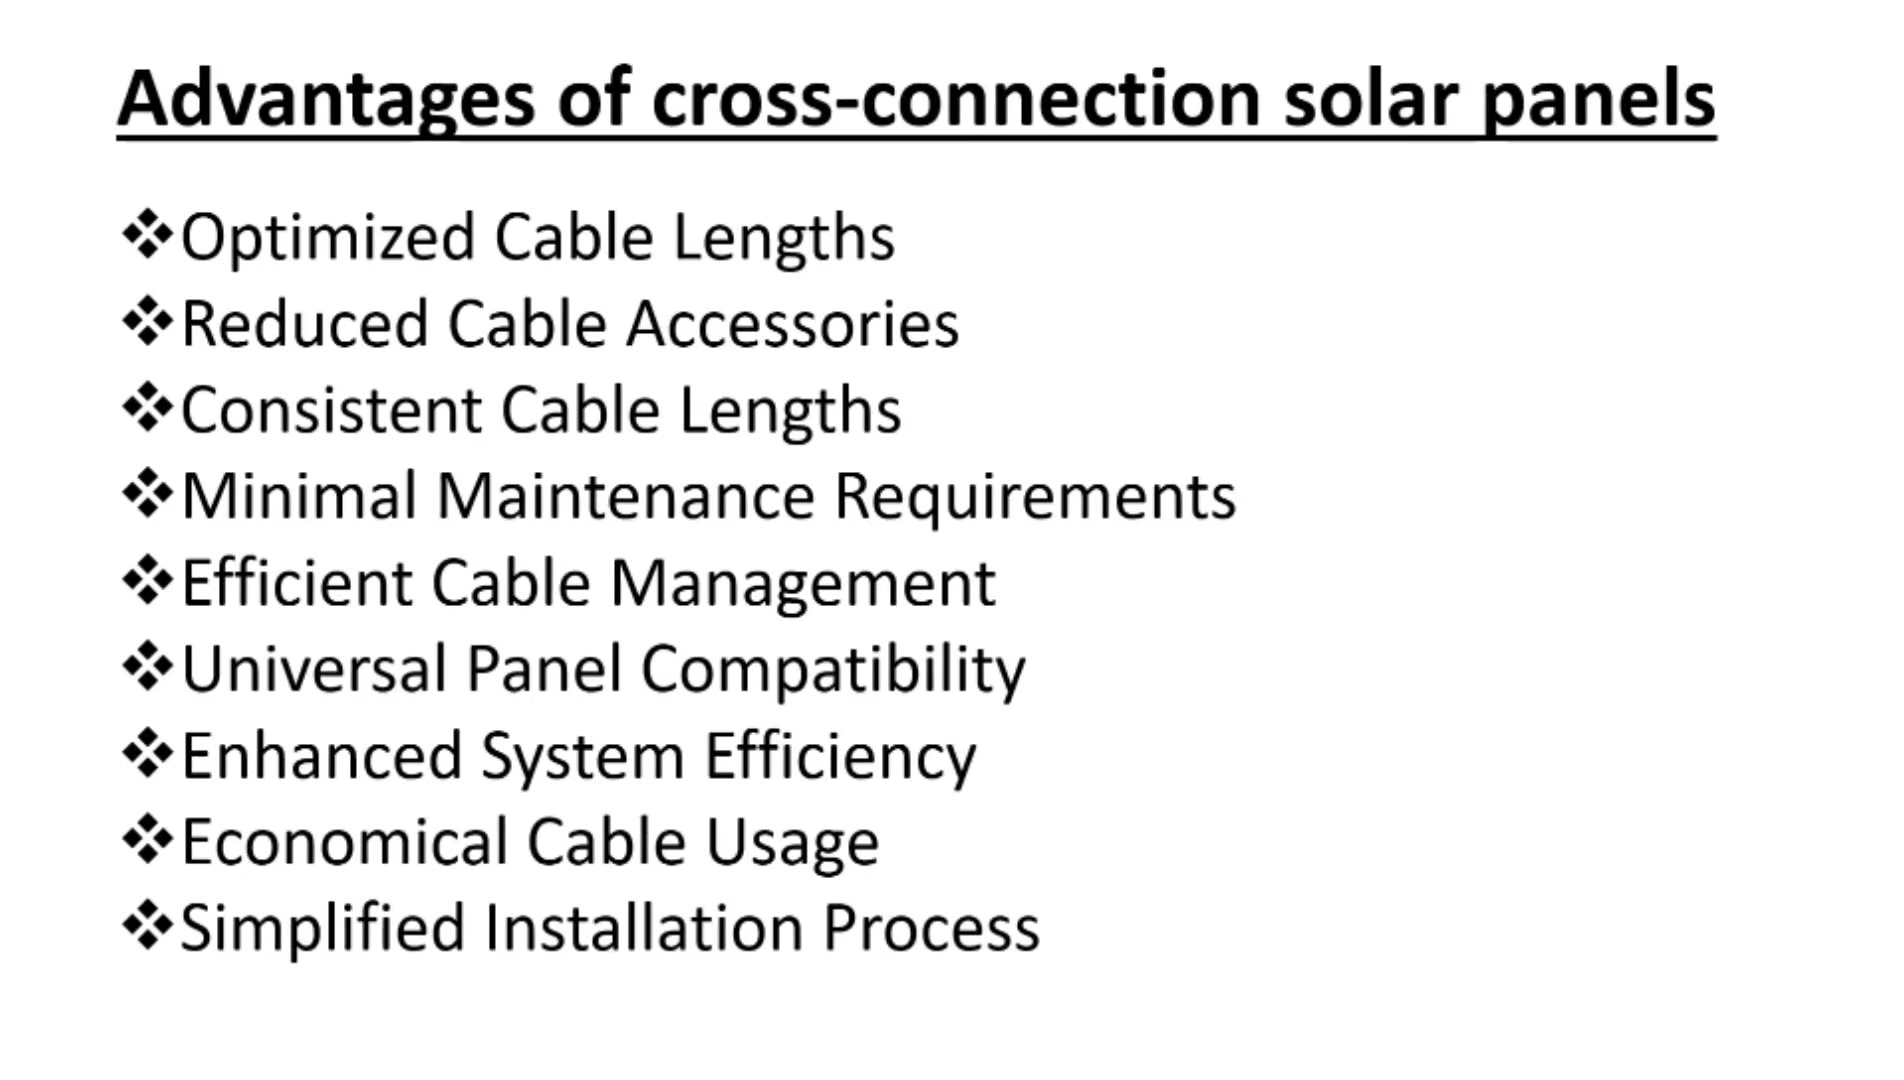 Advantages of cross-connection solar panels
❖Optimized Cable Lengths
❖Reduced Cable Accessories
❖Consistent Cable Lengths
❖Minimal Maintenance Requirements
❖Efficient Cable Management
❖Universal Panel Compatibility
❖Enhanced System Efficiency
❖Economical Cable Usage
❖Simplified Installation Process